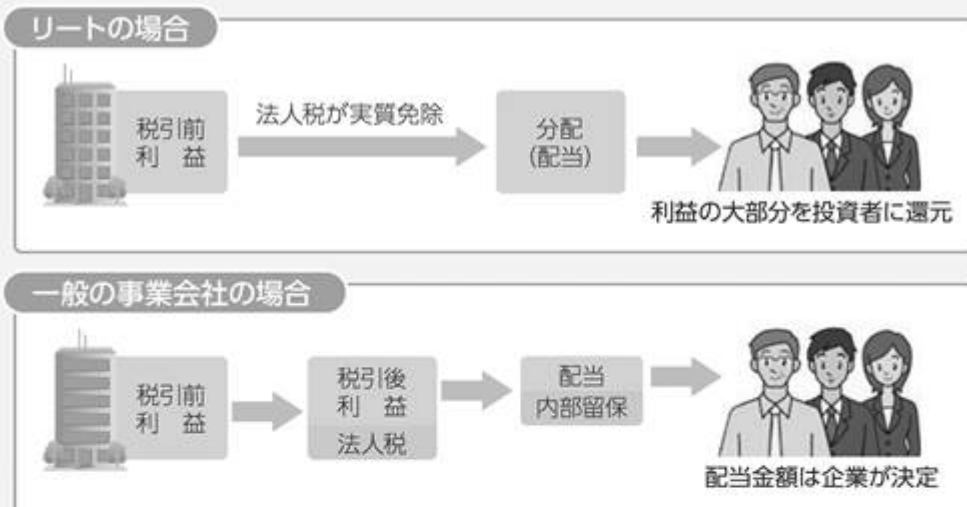 リートの場合
法人税が実質免除
税引前
利 益
分配
(配当)
利益の大部分を投資者に還元
一般の事業会社の場合
税引前
利 益
税引後
利 益
法人税
配当
内部留保
配当金額は企業が決定